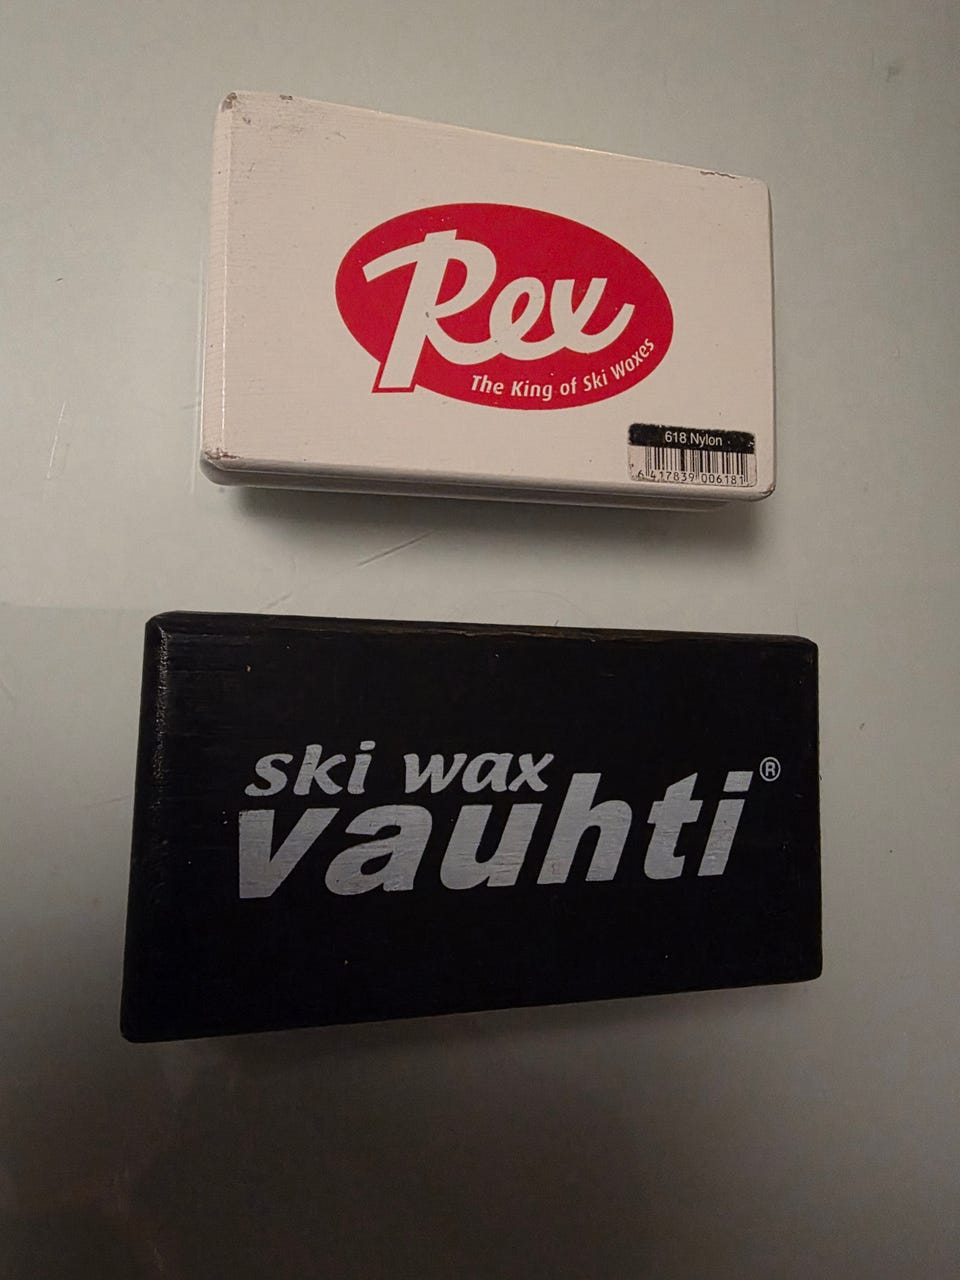 Rex
The King of Ski Waxes
618 Nylon
6 417839 006181
ski wax
vauhti®